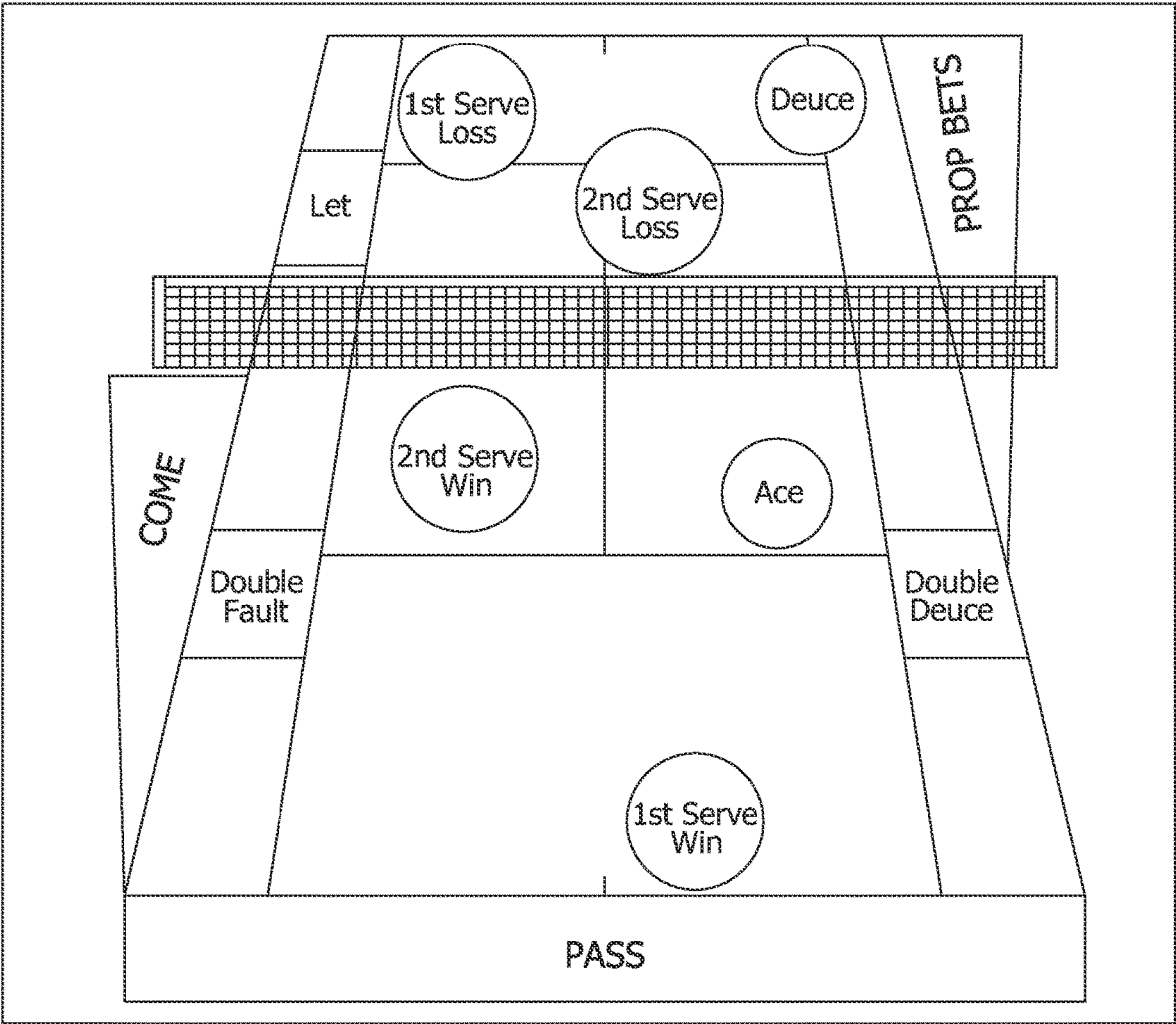 1st Serve
Loss
Deuce
PROP BETS
Let
2nd Serve
Loss
2nd Serve
Win
Ace
COME
Double
Fault
Double
Deuce
1st Serve
Win
PASS